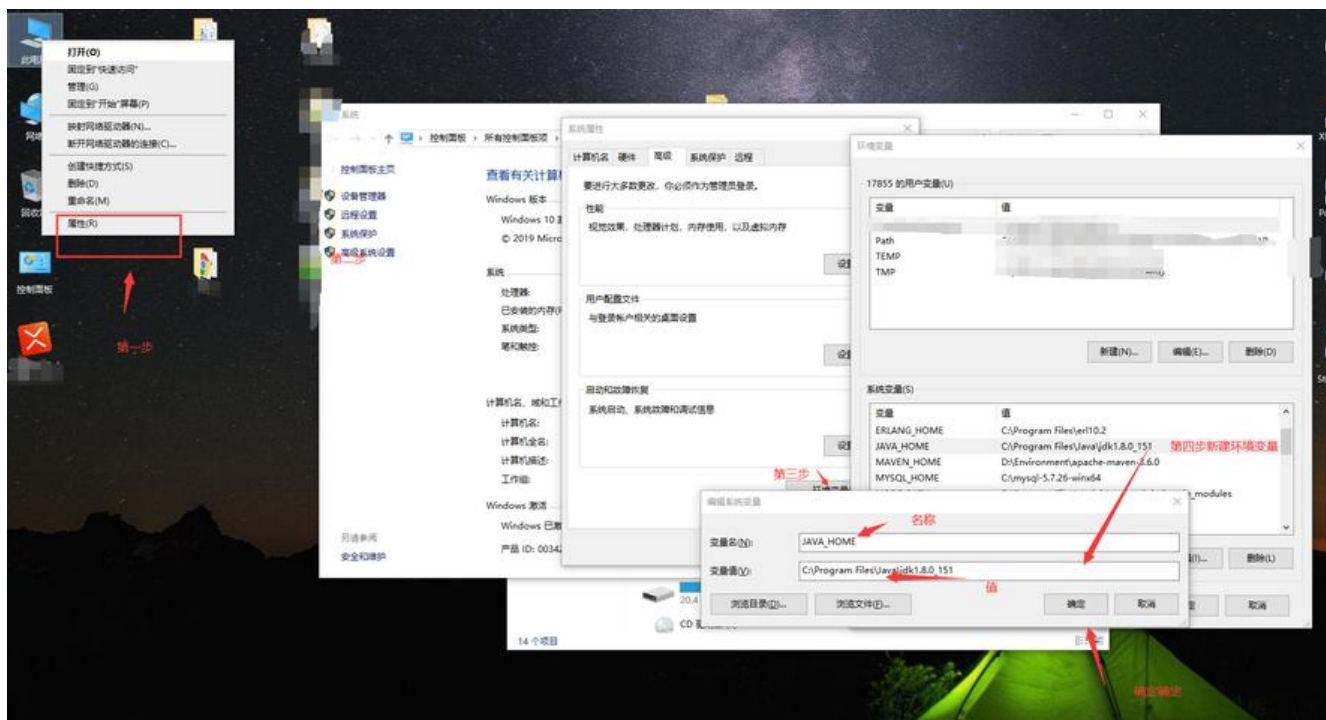 打开(O)
固定到"快速访问"
管理(G)
固定到"开始"屏幕(P)
映射网络驱动器(N)...
断开网络驱动器的连接(C)...
创建快捷方式(S)
删除(D)
重命名(M)
属性(R)
控制面板
第一步
系统
控制面板 › 所有控制面板项 ›
控制面板主页
设备管理器
远程设置
系统保护
高级系统设置
第二步
另请参阅
安全和维护
查看有关计算
Windows 版本
Windows 10
© 2019 Micro
系统
处理器:
已安装的内存(
系统类型:
笔和触控:
计算机名、域和工
计算机名:
计算机全名:
计算机描述:
工作组:
Windows 激活
Windows 已
产品 ID: 0034
14 个项目
20.4
系统属性
计算机名 硬件 高级 系统保护 远程
要进行大多数更改，你必须作为管理员登录。
性能
视觉效果，处理器计划，内存使用，以及虚拟内存
用户配置文件
与登录帐户相关的桌面设置
启动和故障恢复
系统启动、系统故障和调试信息
第三步
环境变量
17855 的用户变量(U)
变量 值
Path
TEMP
TMP
新建(N)... 编辑(E)... 删除(D)
系统变量(S)
变量 值
ERLANG_HOME C:\Program Files\erl10.2
JAVA_HOME C:\Program Files\Java\jdk1.8.0_151
第四步新建环境变量
MAVEN_HOME D:\Environment\apache-maven-3.6.0
MYSQL_HOME C:\mysql-5.7.26-winx64
_modules
删除(L)
取消
编辑系统变量
名称
变量名(N): JAVA_HOME
变量值(V): C:\Program Files\Java\jdk1.8.0_151
值
浏览目录(D)... 浏览文件(F)... 确定 取消
确定确定